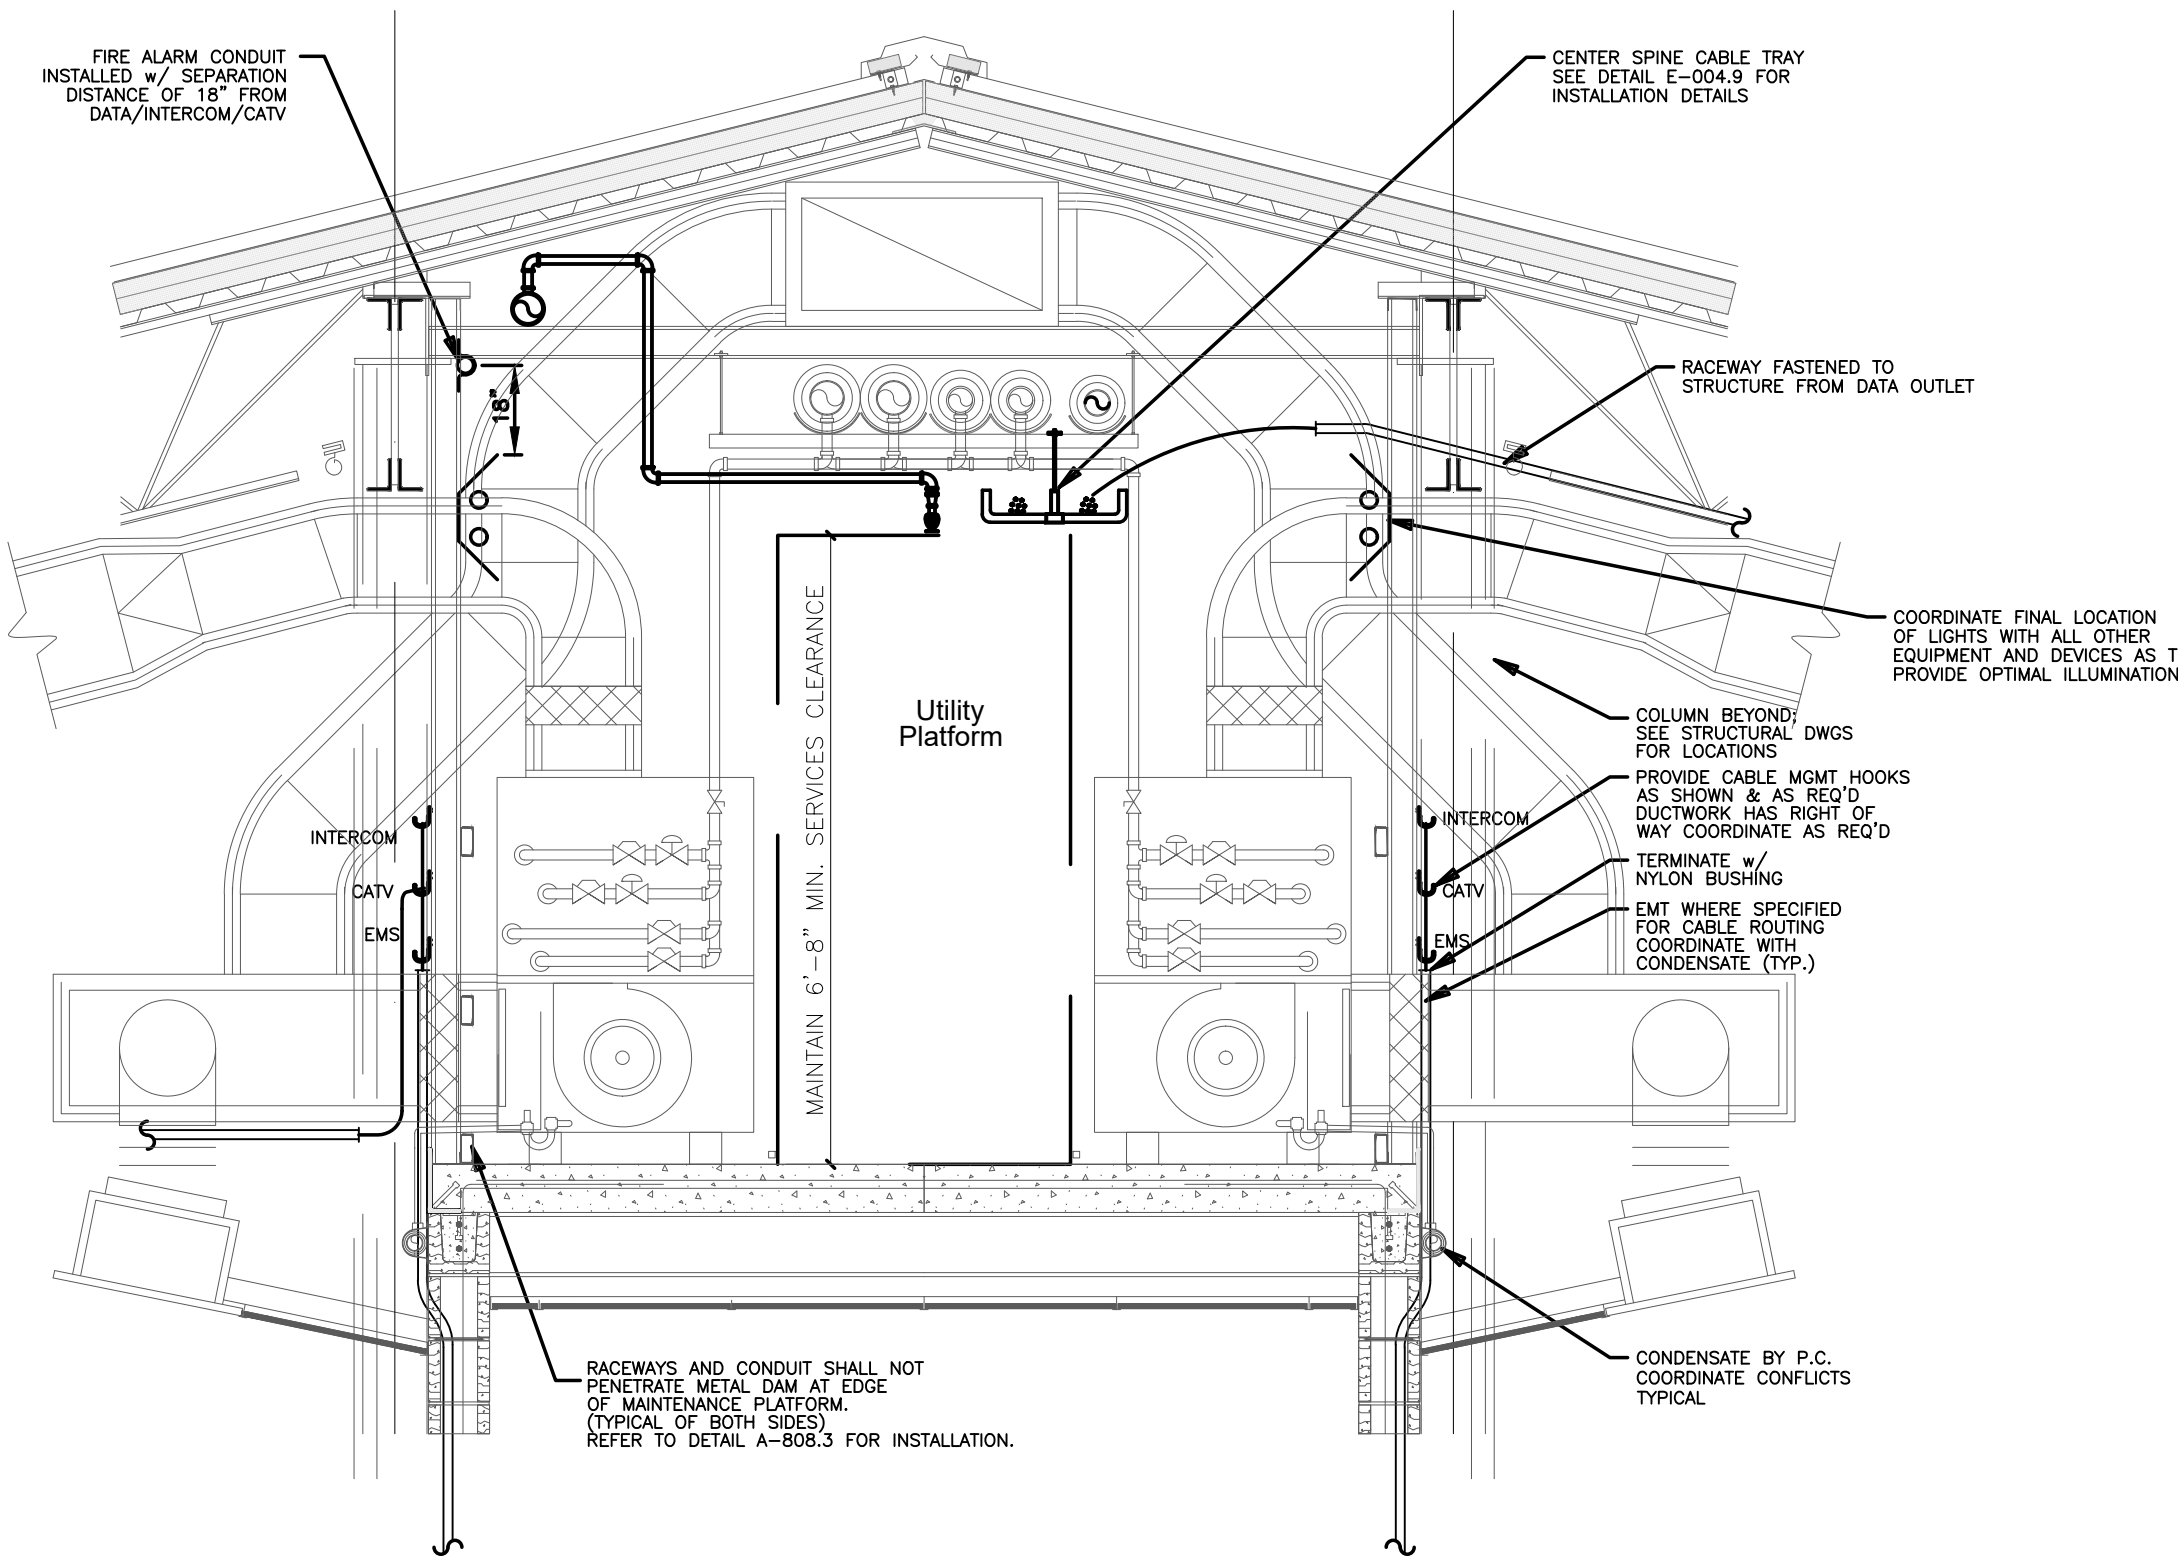 FIRE ALARM CONDUIT
INSTALLED w/ SEPARATION
DISTANCE OF 18" FROM
DATA/INTERCOM/CATV
CENTER SPINE CABLE TRAY
SEE DETAIL E-004.9 FOR
INSTALLATION DETAILS
RACEWAY FASTENED TO
STRUCTURE FROM DATA OUTLET
18"
COORDINATE FINAL LOCATION
OF LIGHTS WITH ALL OTHER
EQUIPMENT AND DEVICES AS T
PROVIDE OPTIMAL ILLUMINATION
MAINTAIN 6'-8" MIN. SERVICES CLEARANCE
Utility
Platform
COLUMN BEYOND;
SEE STRUCTURAL DWGS
FOR LOCATIONS
PROVIDE CABLE MGMT HOOKS
AS SHOWN & AS REQ'D
DUCTWORK HAS RIGHT OF
WAY COORDINATE AS REQ'D
INTERCOM
CATV
EMS
INTERCOM
CATV
EMS
TERMINATE w/
NYLON BUSHING
EMT WHERE SPECIFIED
FOR CABLE ROUTING
COORDINATE WITH
CONDENSATE (TYP.)
RACEWAYS AND CONDUIT SHALL NOT
PENETRATE METAL DAM AT EDGE
OF MAINTENANCE PLATFORM.
(TYPICAL OF BOTH SIDES)
REFER TO DETAIL A-808.3 FOR INSTALLATION.
CONDENSATE BY P.C.
COORDINATE CONFLICTS
TYPICAL